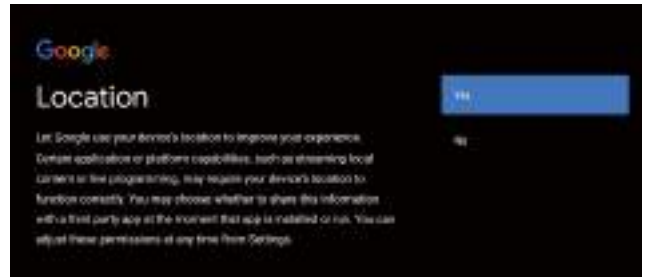 Google
Location
Yes
No
Let Google use your device's location to improve your experience.
Certain application or platform capabilities, such as streaming local
content or live programming, may require your device's location to
function correctly. You may choose whether to share this information
with a third party app at the moment that app is installed or run. You can
adjust these permissions at any time from Settings.